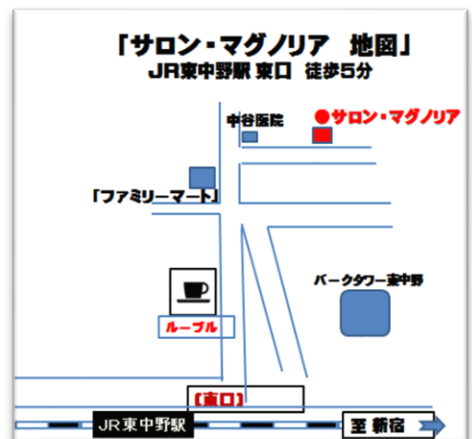 「サロン・マグノリア 地図」
JR東中野駅 東口 徒歩5分
中谷医院
●サロン・マグノリア
「ファミリーマート」
パークタワー東中野
ルーブル
(東口)
JR東中野駅
至 新宿